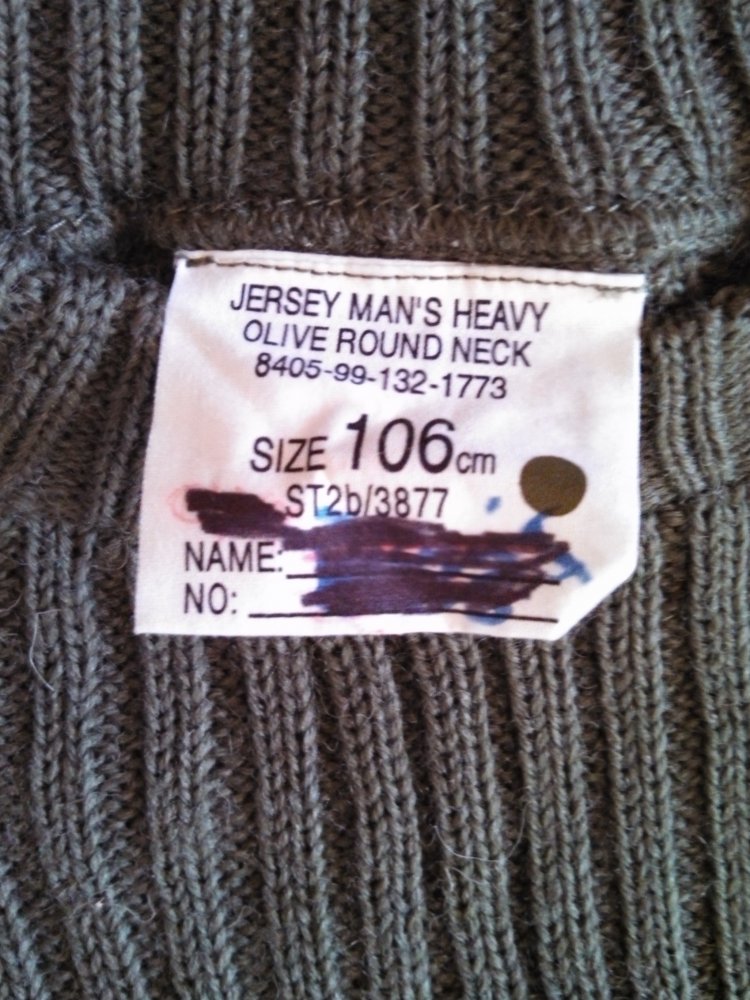 JERSEY MAN'S HEAVY
OLIVE ROUND NECK
8405-99-132-1773
SIZE 106cm
ST2b/3877
NAME:
NO: